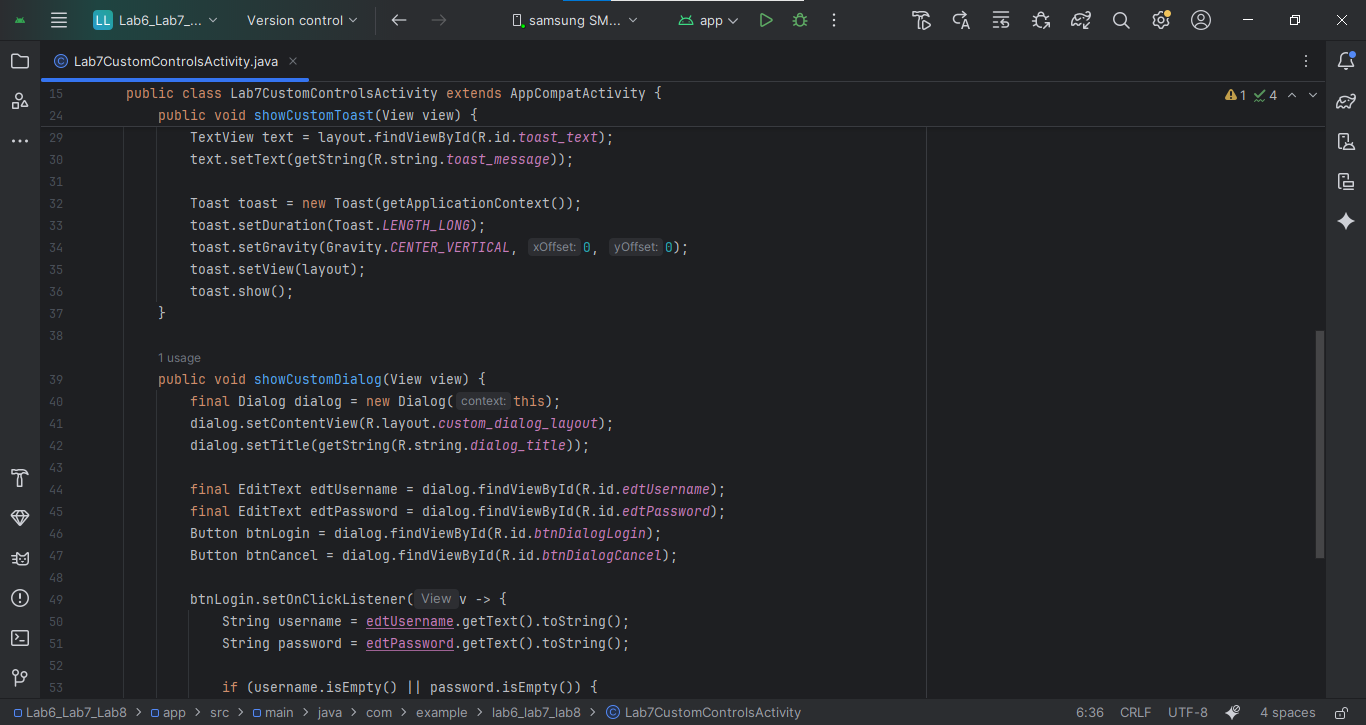 LL Lab6_Lab7_... Version control samsung SM... app
Lab7CustomControlsActivity.java
15 public class Lab7CustomControlsActivity extends AppCompatActivity { 1 4
24 public void showCustomToast(View view) {
29 TextView text = layout.findViewById(R.id.toast_text);
30 text.setText(getString(R.string.toast_message));
31
32 Toast toast = new Toast(getApplicationContext());
33 toast.setDuration(Toast.LENGTH_LONG);
34 toast.setGravity(Gravity.CENTER_VERTICAL, xOffset: 0, yOffset: 0);
35 toast.setView(layout);
36 toast.show();
37 }
38
1 usage
39 public void showCustomDialog(View view) {
40 final Dialog dialog = new Dialog( context: this);
41 dialog.setContentView(R.layout.custom_dialog_layout);
42 dialog.setTitle(getString(R.string.dialog_title));
43
44 final EditText edtUsername = dialog.findViewById(R.id.edtUsername);
45 final EditText edtPassword = dialog.findViewById(R.id.edtPassword);
46 Button btnLogin = dialog.findViewById(R.id.btnDialogLogin);
47 Button btnCancel = dialog.findViewById(R.id.btnDialogCancel);
48
49 btnLogin.setOnClickListener( View v -> {
50 String username = edtUsername.getText().toString();
51 String password = edtPassword.getText().toString();
52
53 if (username.isEmpty() || password.isEmpty()) {
Lab6_Lab7_Lab8 > app > src > main > java > com > example > lab6_lab7_lab8 > Lab7CustomControlsActivity 6:36 CRLF UTF-8 4 spaces